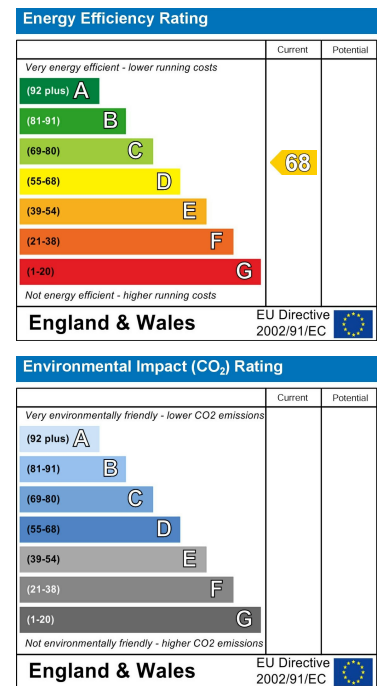 Energy Efficiency Rating
Current Potential
Very energy efficient - lower running costs
(92 plus) A
(81-91) B
(69-80) C
68
(55-68) D
(39-54) E
(21-38) F
(1-20) G
Not energy efficient - higher running costs
England & Wales
EU Directive
2002/91/EC
Environmental Impact (CO₂) Rating
Current Potential
Very environmentally friendly - lower CO2 emissions
(92 plus) A
(81-91) B
(69-80) C
(55-68) D
(39-54) E
(21-38) F
(1-20) G
Not environmentally friendly - higher CO2 emissions
England & Wales
EU Directive
2002/91/EC